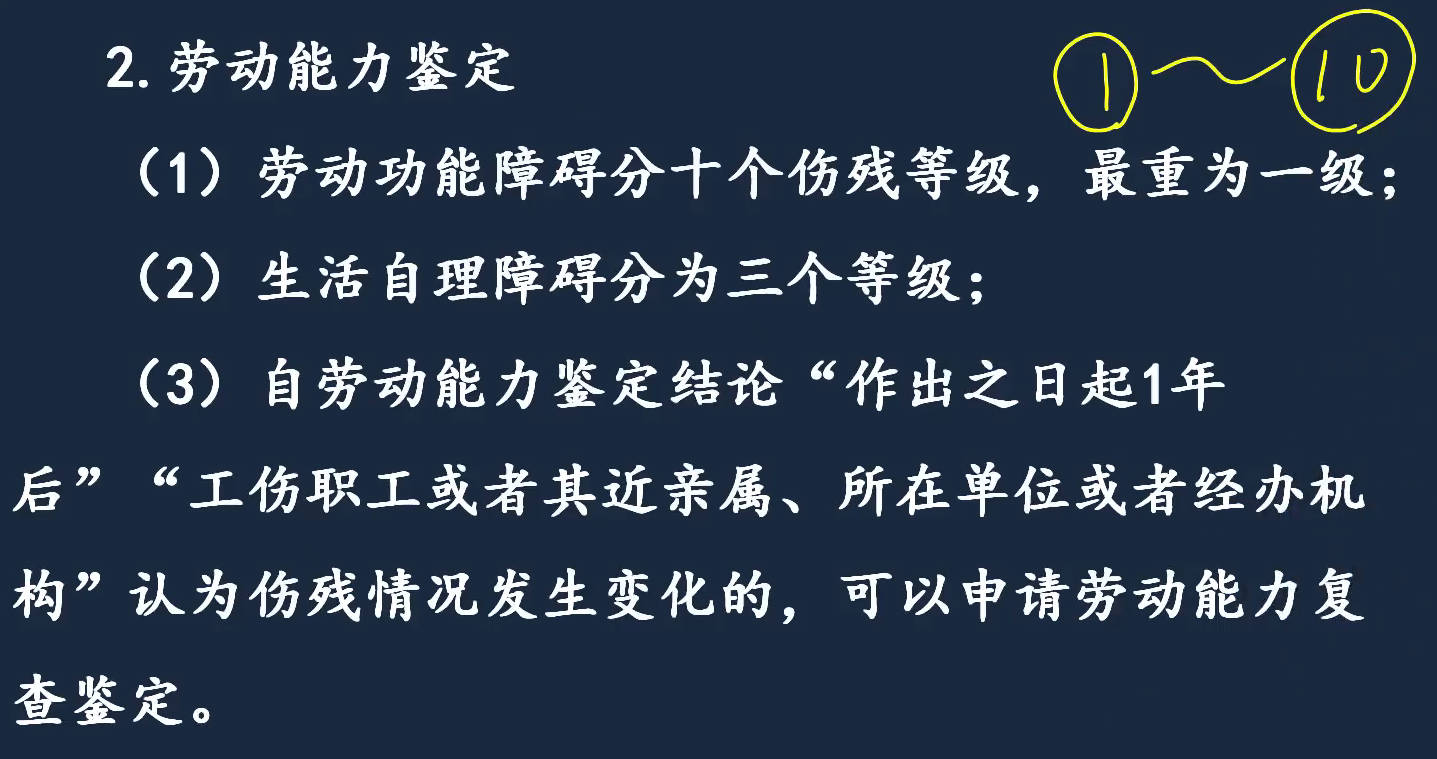 2.劳动能力鉴定
1～10
（1）劳动功能障碍分十个伤残等级，最重为一级；
（2）生活自理障碍分为三个等级；
（3）自劳动能力鉴定结论“作出之日起1年
后”“工伤职工或者其近亲属、所在单位或者经办机
构”认为伤残情况发生变化的，可以申请劳动能力复
查鉴定。